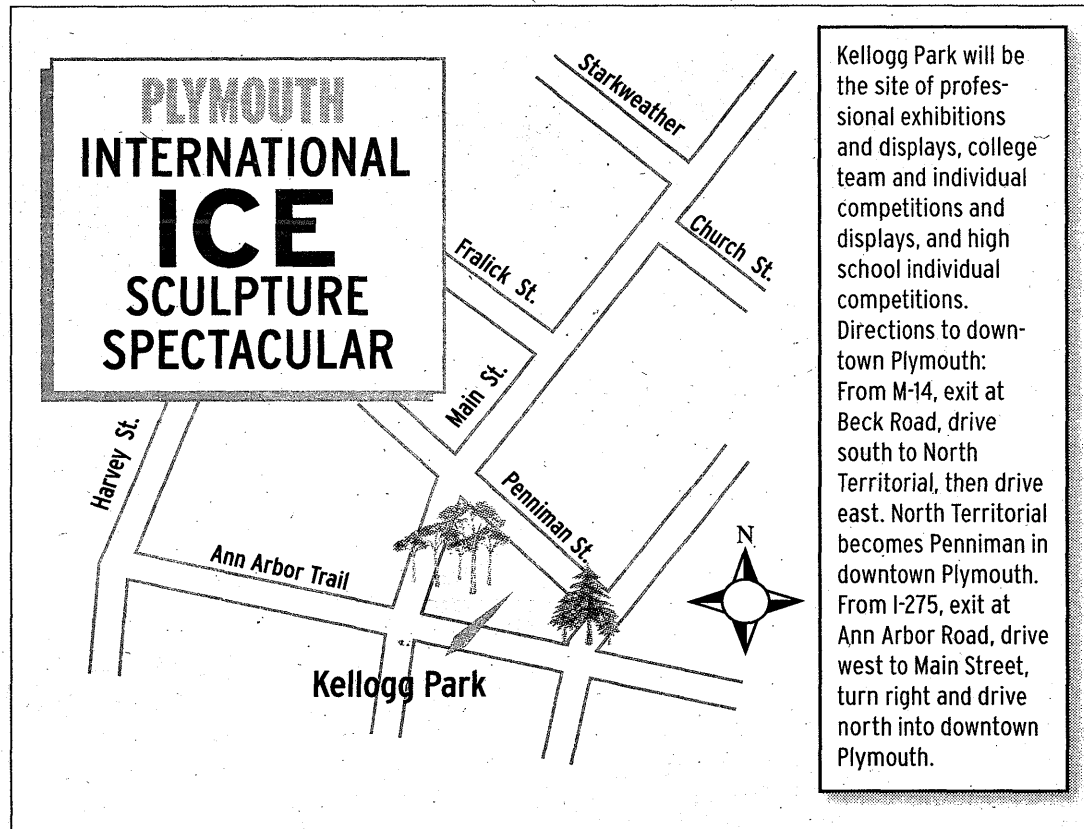 PLYMOUTH
INTERNATIONAL
ICE
SCULPTURE
SPECTACULAR
Starkweather
Church St.
Fralick St.
Main St.
Harvey St.
Penniman St.
Ann Arbor Trail
Kellogg Park
N
Kellogg Park will be
the site of profes-
sional exhibitions
and displays, college
team and individual
competitions and
displays, and high
school individual
competitions.
Directions to down-
town Plymouth:
From M-14, exit at
Beck Road, drive
south to North
Territorial, then drive
east. North Territorial
becomes Penniman in
downtown Plymouth.
From I-275, exit at
Ann Arbor Road, drive
west to Main Street,
turn right and drive
north into downtown
Plymouth.